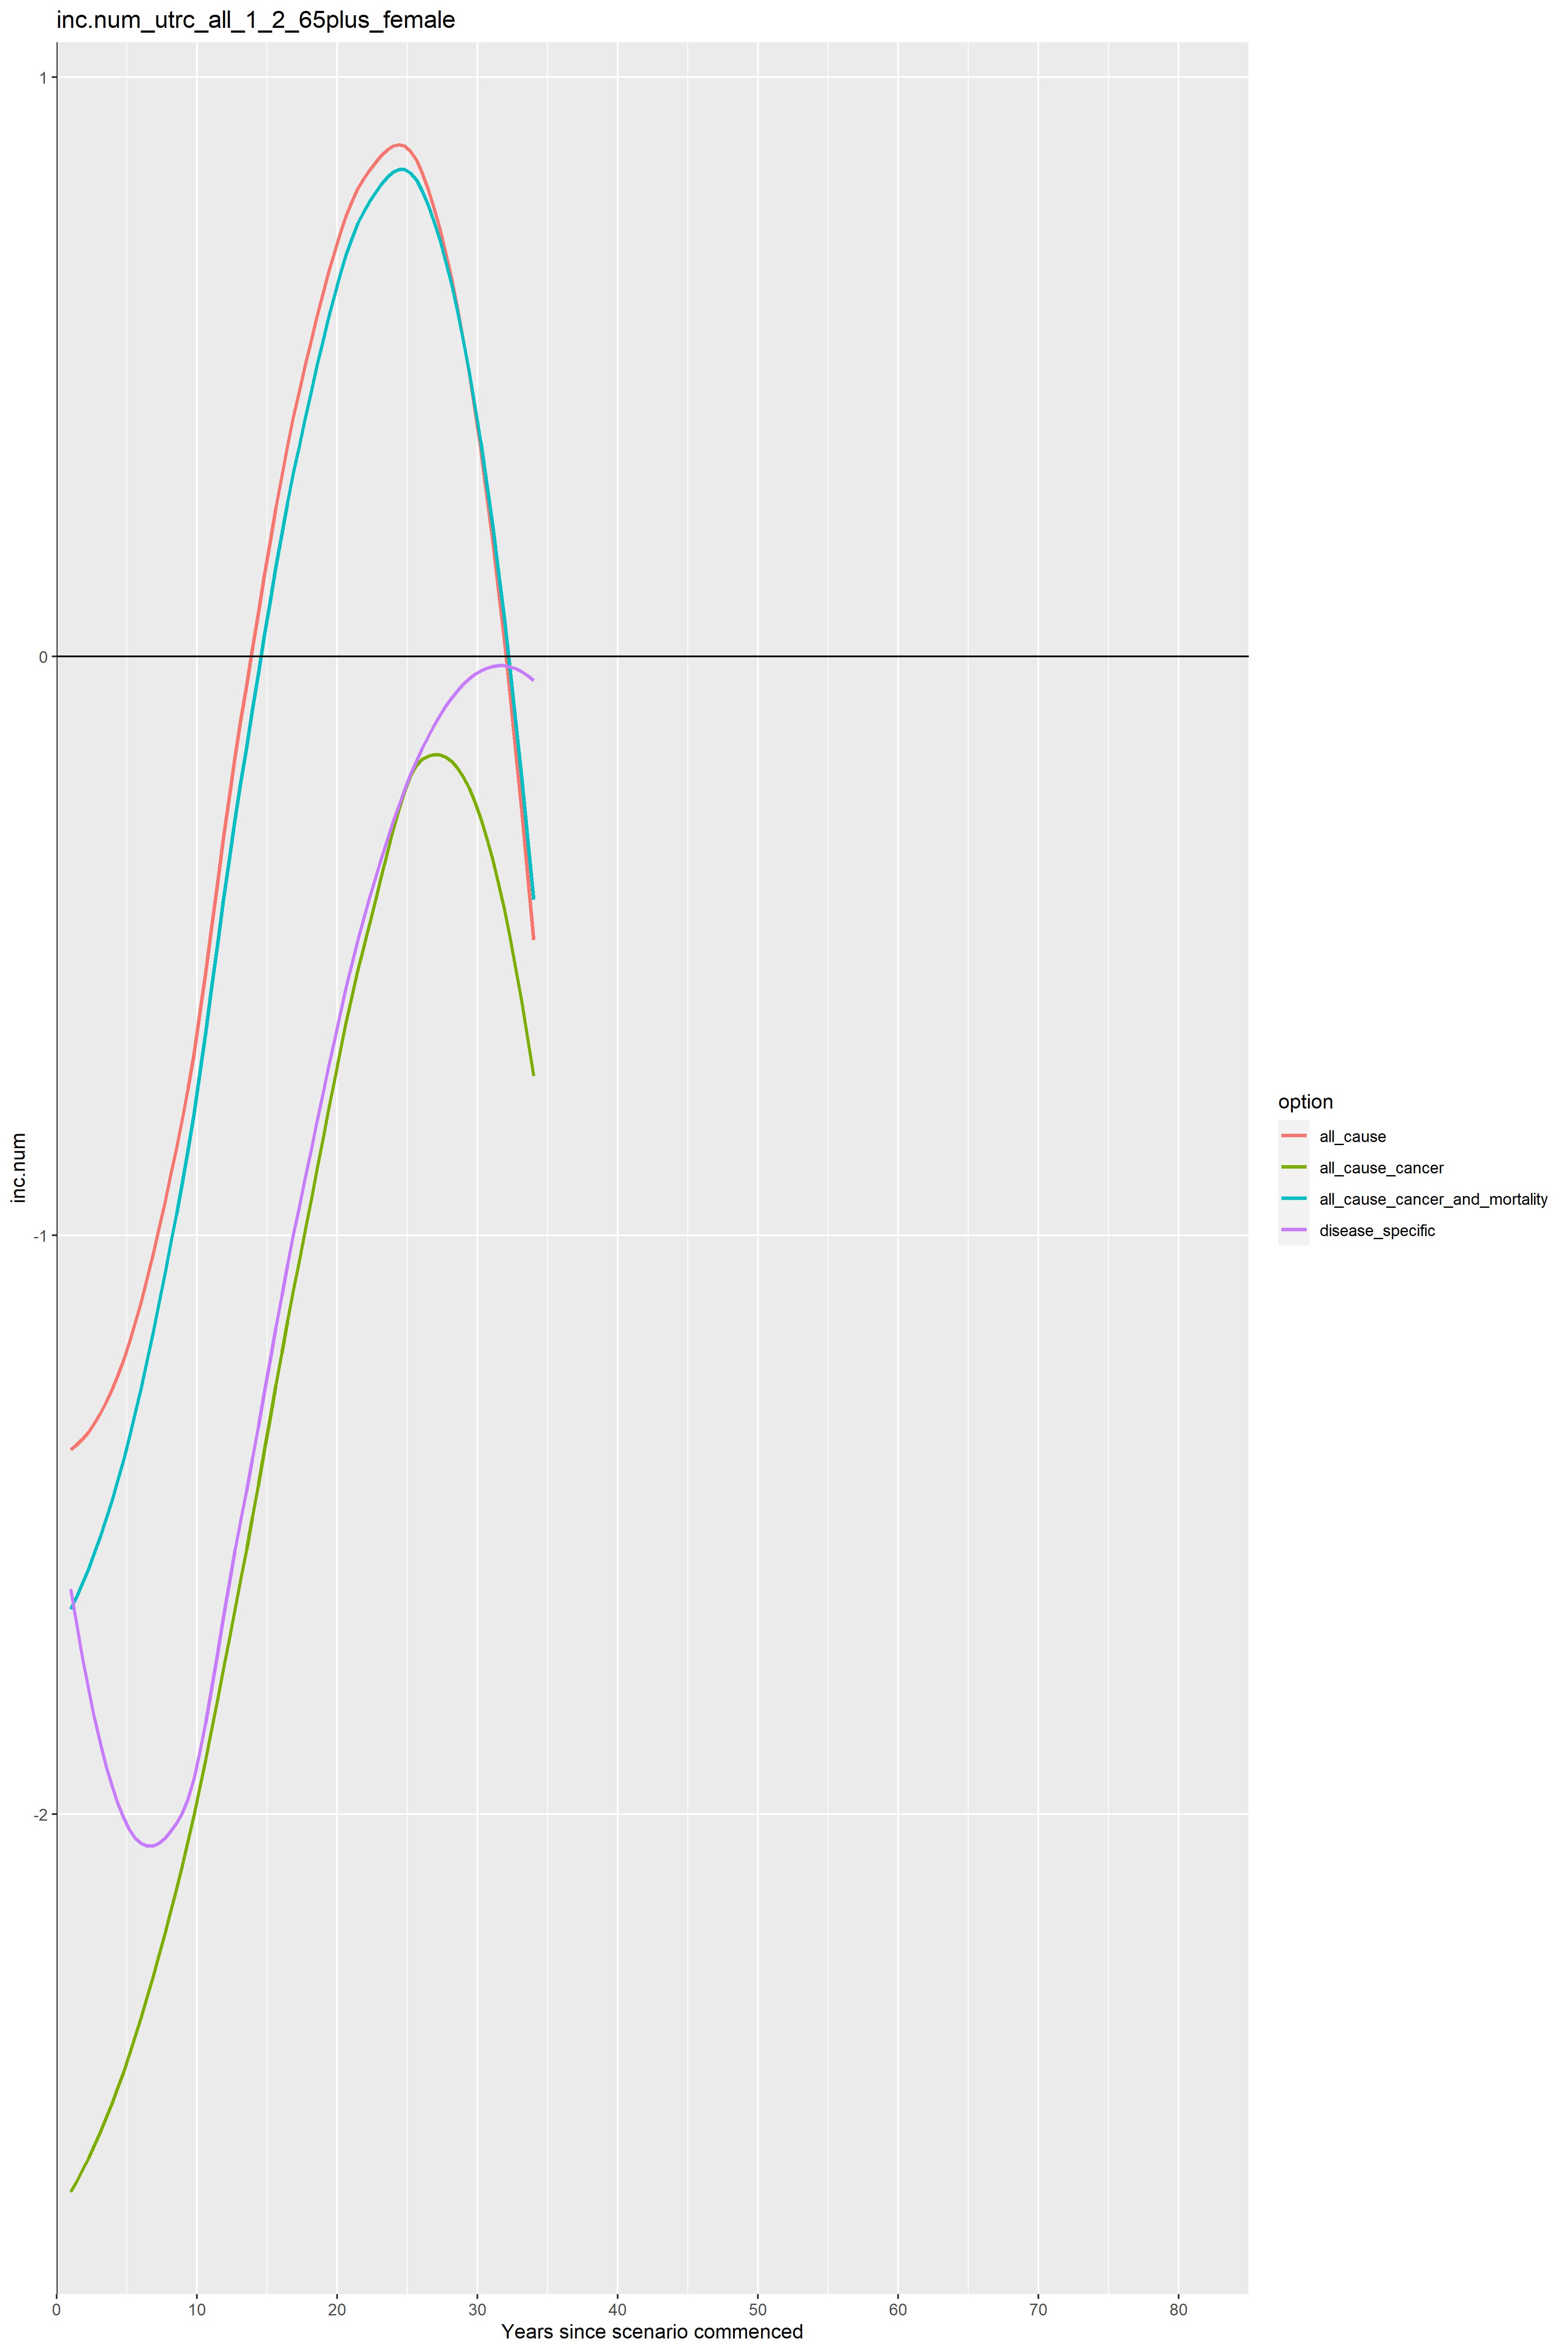 inc.num_utrc_all_1_2_65plus_female
1
0
-1
-2
inc.num
0 10 20 30 40 50 60 70 80
Years since scenario commenced
option
all_cause
all_cause_cancer
all_cause_cancer_and_mortality
disease_specific